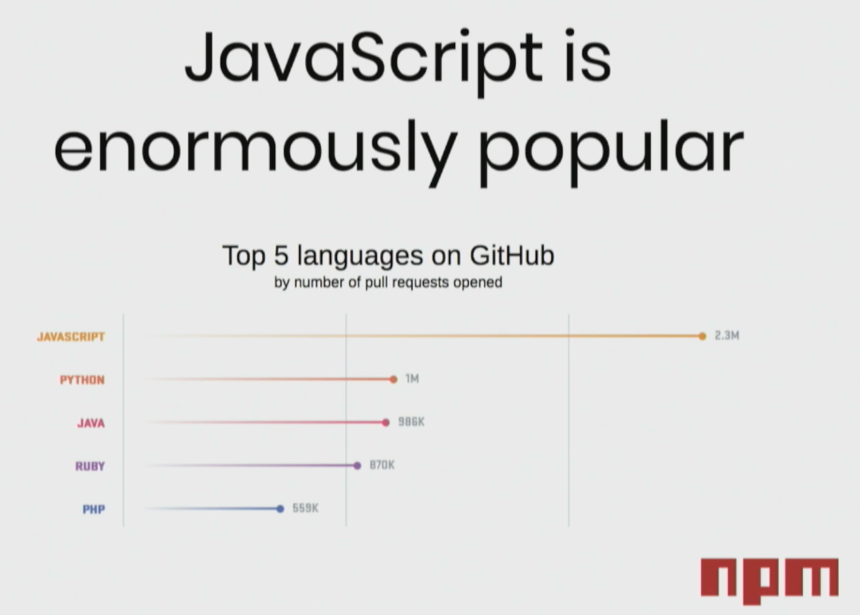 JavaScript is
enormously popular
Top 5 languages on GitHub
by number of pull requests opened
JAVASCRIPT 2.3M
PYTHON 1M
JAVA 986K
RUBY 870K
PHP 559K
npm